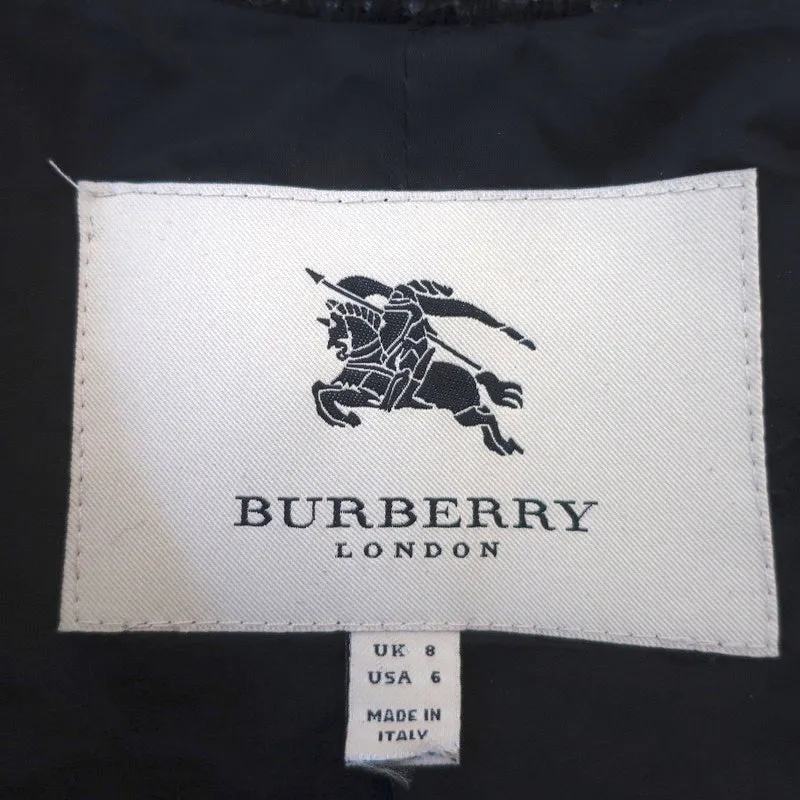 BURBERRY
LONDON
UK 8
USA 6
MADE IN
ITALY